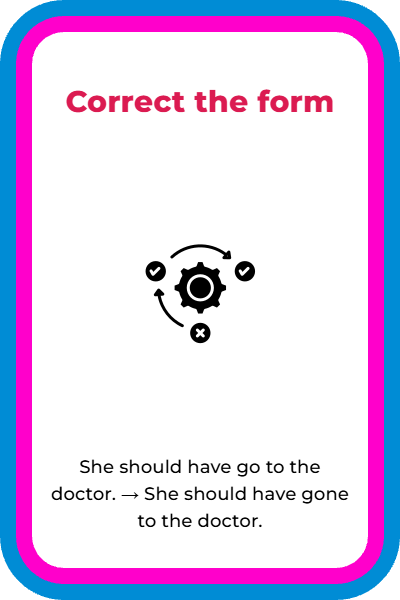 Correct the form
She should have go to the
doctor. → She should have gone
to the doctor.